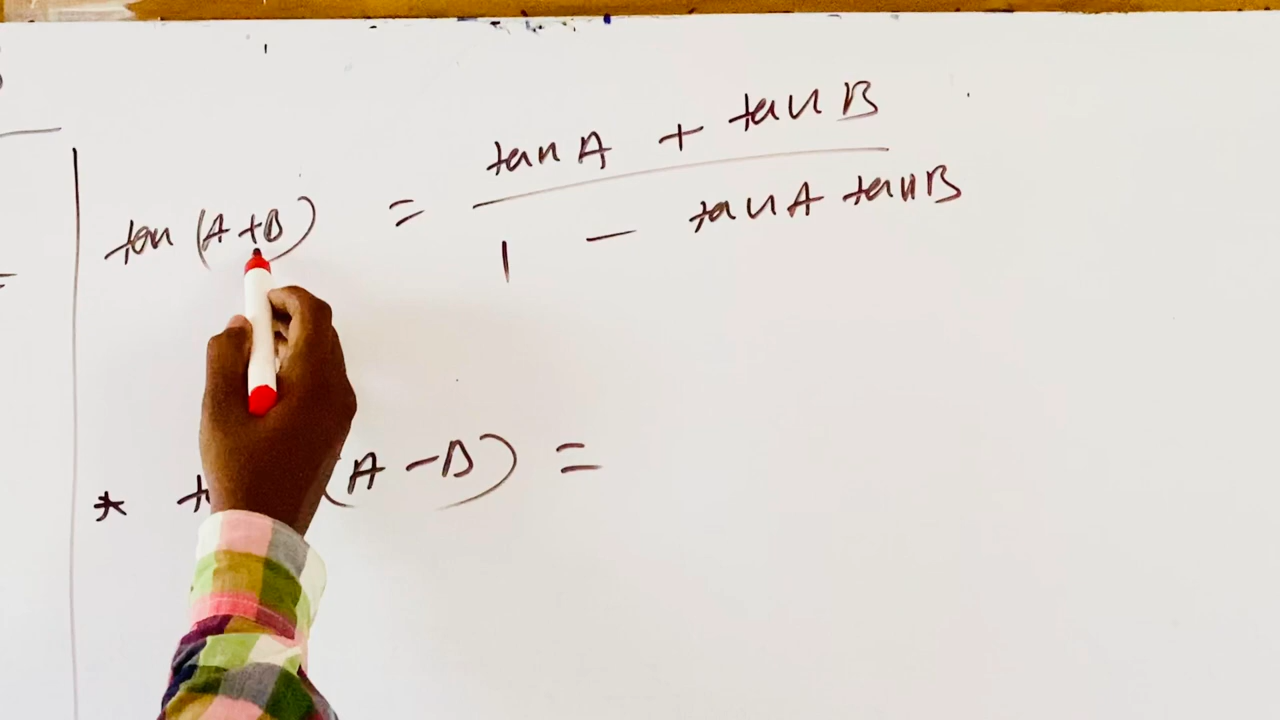 tan (A+B) = (tan A + tan B) / (1 - tan A tan B)
* (A - B) =